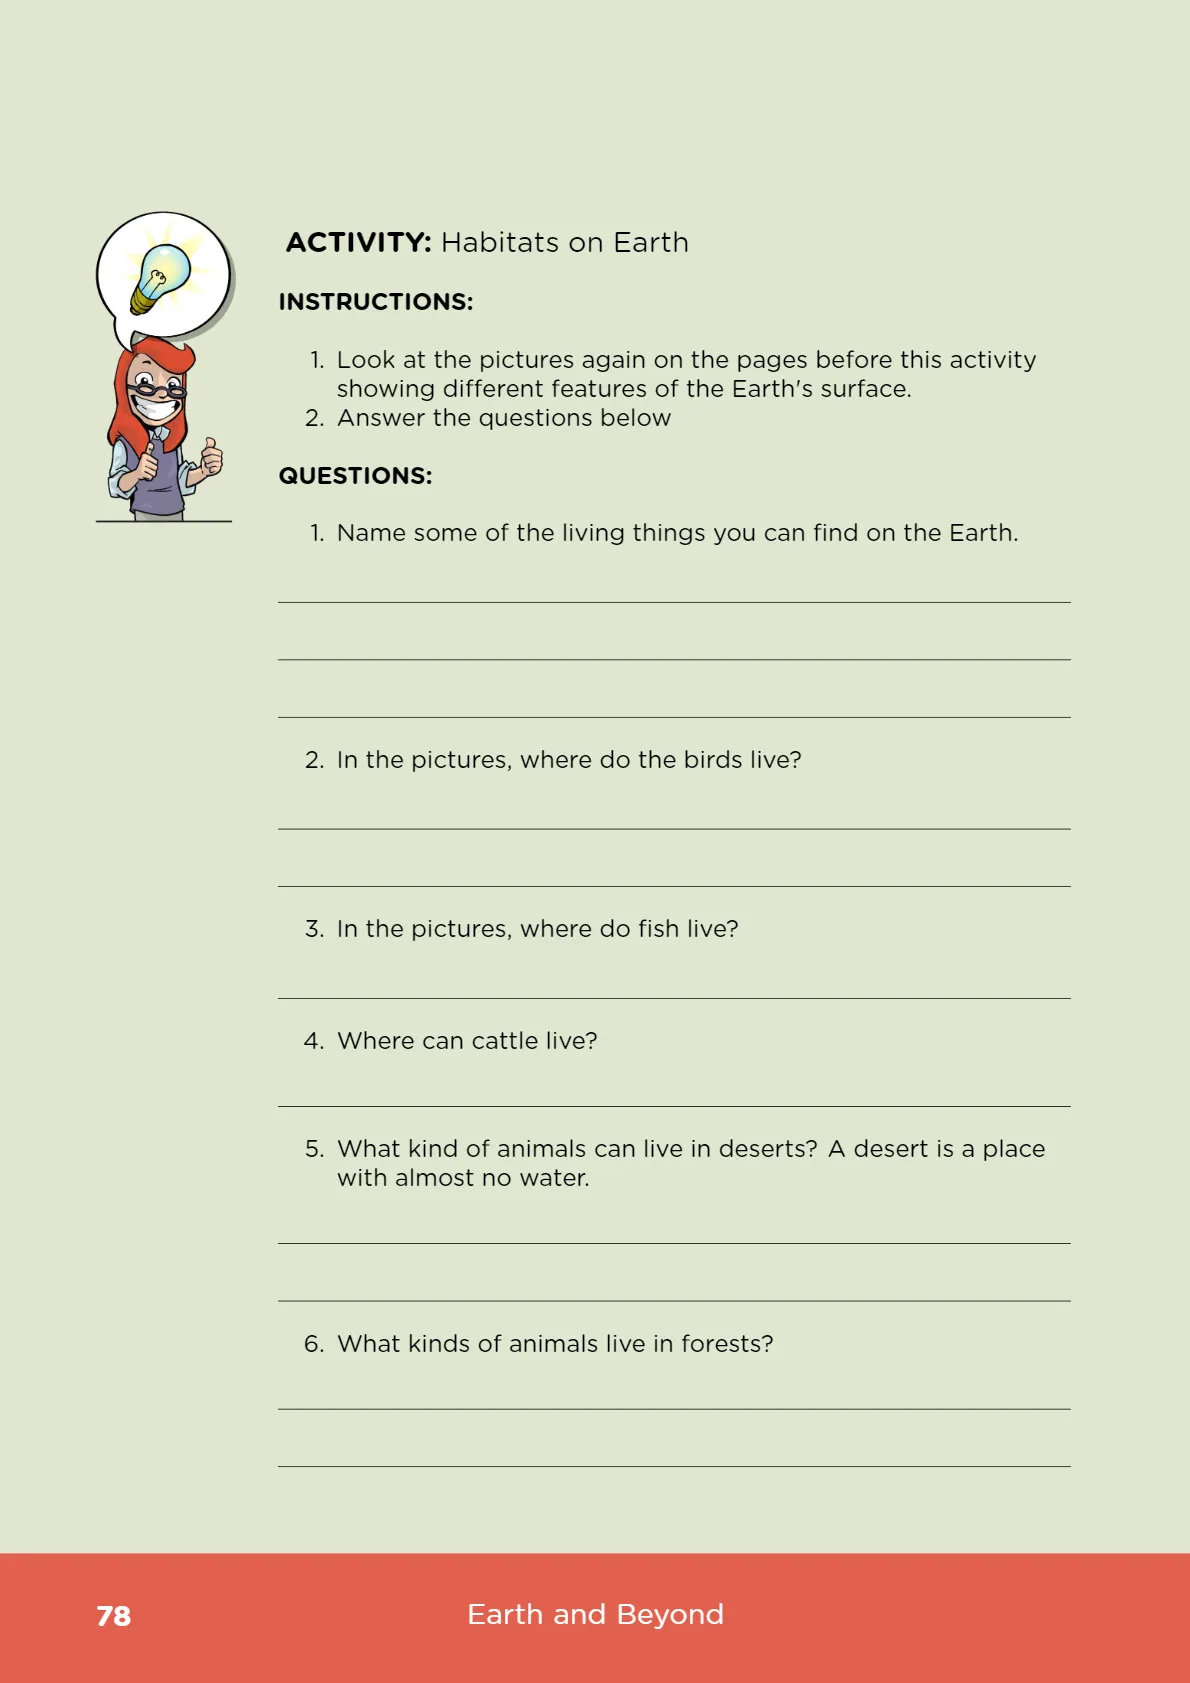 ACTIVITY: Habitats on Earth
INSTRUCTIONS:
1. Look at the pictures again on the pages before this activity
showing different features of the Earth's surface.
2. Answer the questions below
QUESTIONS:
1. Name some of the living things you can find on the Earth.
2. In the pictures, where do the birds live?
3. In the pictures, where do fish live?
4. Where can cattle live?
5. What kind of animals can live in deserts? A desert is a place
with almost no water.
6. What kinds of animals live in forests?
78
Earth and Beyond